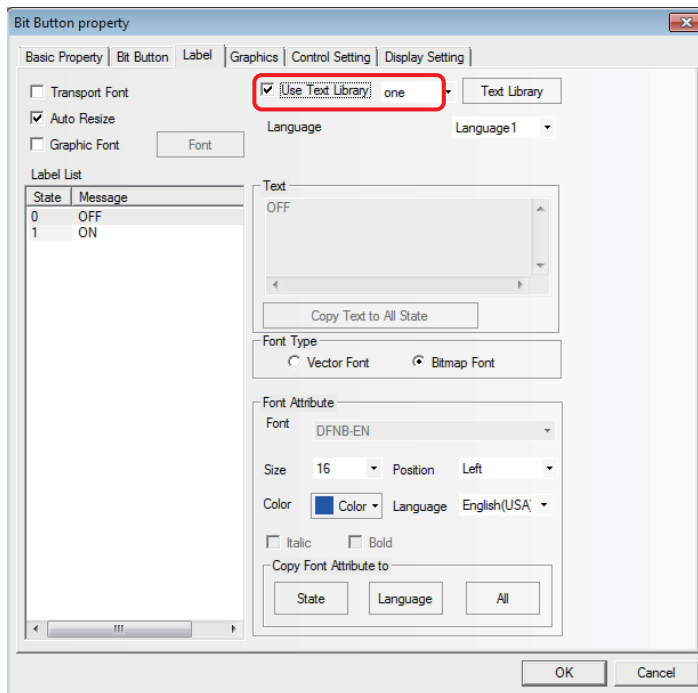 Bit Button property
Basic Property Bit Button Label Graphics Control Setting Display Setting
Transport Font
Auto Resize
Graphic Font Font
Label List
State Message
0 OFF
1 ON
Use Text Library one Text Library
Language Language1
Text
OFF
Copy Text to All State
Font Type
Vector Font Bitmap Font
Font Attribute
Font DFNB-EN
Size 16 Position Left
Color Color Language English(USA)
Italic Bold
Copy Font Attribute to
State Language All
OK Cancel